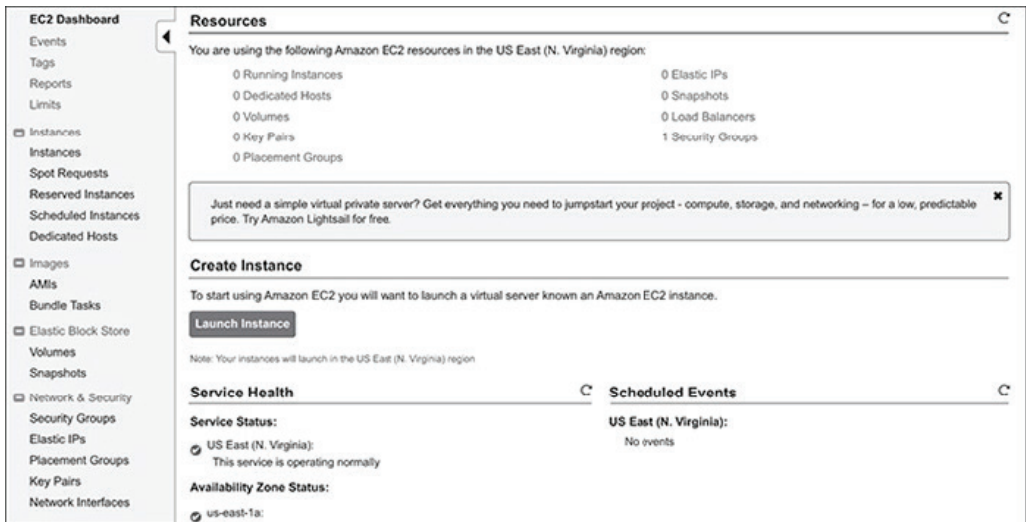 EC2 Dashboard
Events
Tags
Reports
Limits
Instances
Instances
Spot Requests
Reserved Instances
Scheduled Instances
Dedicated Hosts
Images
AMIs
Bundle Tasks
Elastic Block Store
Volumes
Snapshots
Network & Security
Security Groups
Elastic IPs
Placement Groups
Key Pairs
Network Interfaces
Resources
You are using the following Amazon EC2 resources in the US East (N. Virginia) region:
0 Running Instances
0 Dedicated Hosts
0 Volumes
0 Key Pairs
0 Placement Groups
0 Elastic IPs
0 Snapshots
0 Load Balancers
1 Security Groups
Just need a simple virtual private server? Get everything you need to jumpstart your project - compute, storage, and networking – for a low, predictable
price. Try Amazon Lightsail for free.
Create Instance
To start using Amazon EC2 you will want to launch a virtual server known an Amazon EC2 instance.
Launch Instance
Note: Your instances will launch in the US East (N. Virginia) region
Service Health
Service Status:
US East (N. Virginia):
This service is operating normally
Availability Zone Status:
us-east-1a:
Scheduled Events
US East (N. Virginia):
No events